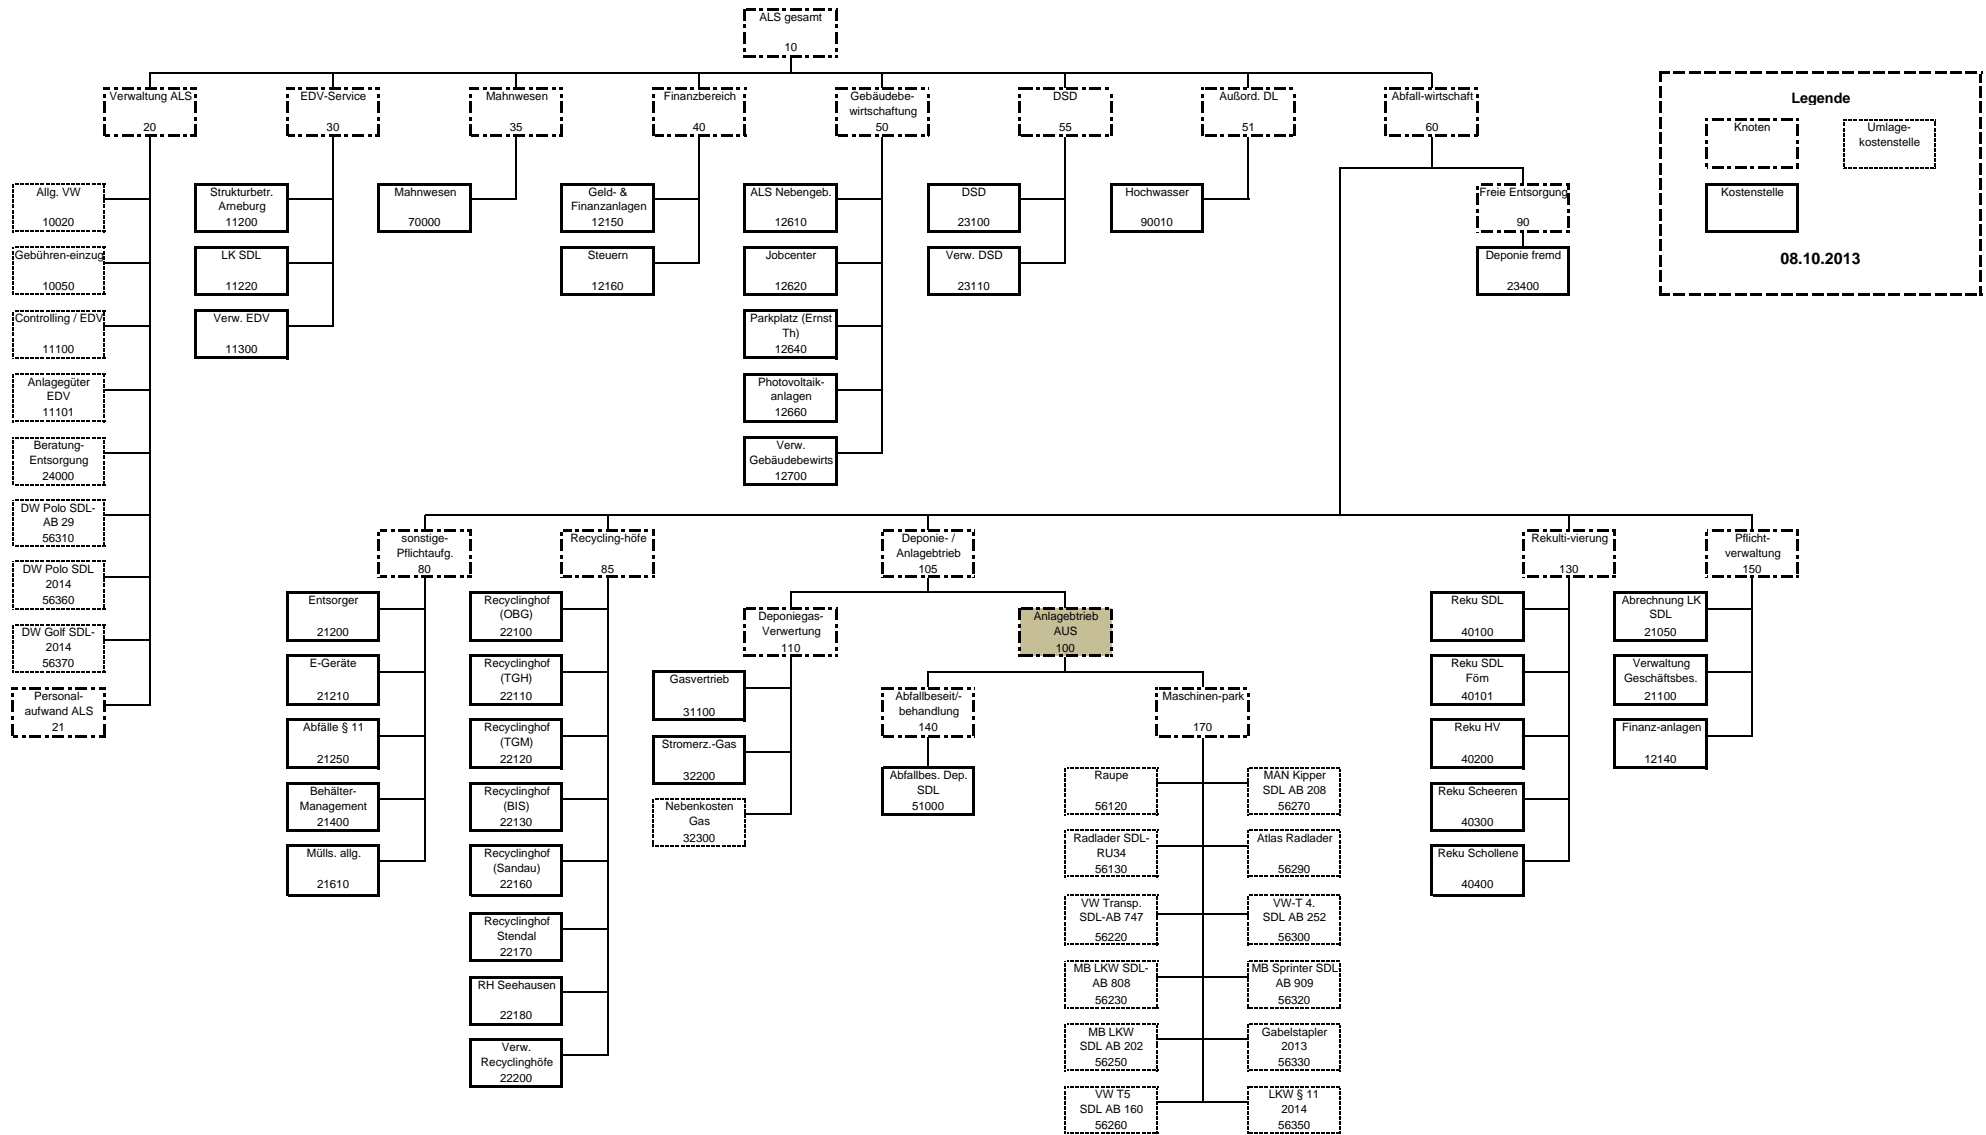 ALS gesamt
10
Verwaltung ALS
20
EDV-Service
30
Mahnwesen
35
Finanzbereich
40
Gebäudebe-
wirtschaftung
50
DSD
55
Außord. DL
51
Abfall-wirtschaft
60
Legende
Knoten
Umlage-
kostenstelle
Kostenstelle
08.10.2013
Allg. VW
10020
Gebühren-einzug
10050
Controlling / EDV
11100
Anlagegüter
EDV
11101
Beratung-
Entsorgung
24000
DW Polo SDL-
AB 29
56310
DW Polo SDL
2014
56360
DW Golf SDL-
2014
56370
Personal-
aufwand ALS
21
Strukturbetr.
Arneburg
11200
LK SDL
11220
Verw. EDV
11300
Mahnwesen
70000
Geld- &
Finanzanlagen
12150
Steuern
12160
ALS Nebengeb.
12610
Jobcenter
12620
Parkplatz (Ernst
Th)
12640
Photovoltaik-
anlagen
12660
Verw.
Gebäudebewirts
12700
DSD
23100
Verw. DSD
23110
Hochwasser
90010
Freie Entsorgung
90
Deponie fremd
23400
sonstige-
Pflichtaufg.
80
Recycling-höfe
85
Deponie- /
Anlagebtrieb
105
Rekulti-vierung
130
Pflicht-
verwaltung
150
Entsorger
21200
E-Geräte
21210
Abfälle § 11
21250
Behälter-
Management
21400
Mülls. allg.
21610
Recyclinghof
(OBG)
22100
Recyclinghof
(TGH)
22110
Recyclinghof
(TGM)
22120
Recyclinghof
(BIS)
22130
Recyclinghof
(Sandau)
22160
Recyclinghof
Stendal
22170
RH Seehausen
22180
Verw.
Recyclinghöfe
22200
Deponiegas-
Verwertung
110
Gasvertrieb
31100
Stromerz.-Gas
32200
Nebenkosten
Gas
32300
Anlagebtrieb
AUS
100
Abfallbeseit/-
behandlung
140
Abfallbes. Dep.
SDL
51000
Maschinen-park
170
Raupe
56120
Radlader SDL-
RU34
56130
VW Transp.
SDL-AB 747
56220
MB LKW SDL-
AB 808
56230
MB LKW
SDL AB 202
56250
VW T5
SDL AB 160
56260
MAN Kipper
SDL AB 208
56270
Atlas Radlader
56290
VW-T 4.
SDL AB 252
56300
MB Sprinter SDL
AB 909
56320
Gabelstapler
2013
56330
LKW § 11
2014
56350
Reku SDL
40100
Reku SDL
Föm
40101
Reku HV
40200
Reku Scheeren
40300
Reku Schollene
40400
Abrechnung LK
SDL
21050
Verwaltung
Geschäftsbes.
21100
Finanz-anlagen
12140